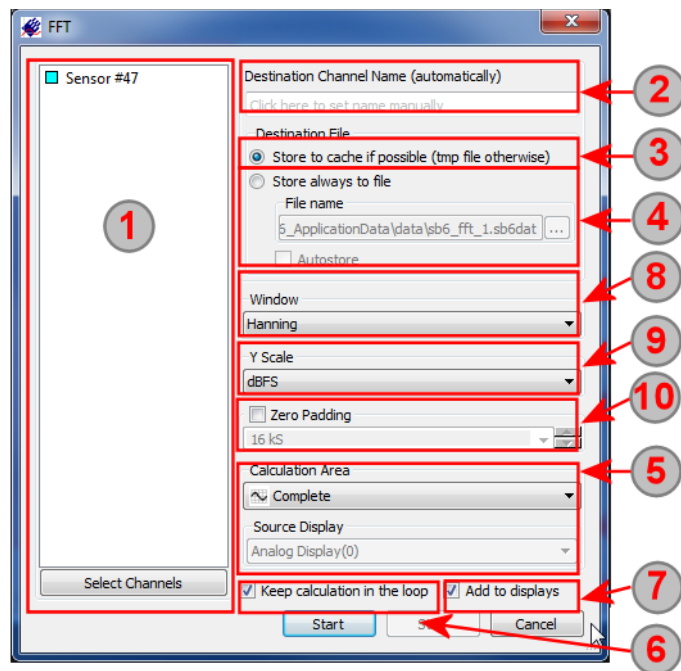 FFT
Sensor #47
1
Select Channels
Destination Channel Name (automatically)
2
Click here to set name manually
Destination File
Store to cache if possible (tmp file otherwise)
3
Store always to file
File name
6_ApplicationData\data\sb6_fft_1.sb6dat ...
4
Autostore
8
Window
Hanning
9
Y Scale
dBFS
10
Zero Padding
16 kS
5
Calculation Area
Complete
Source Display
Analog Display(0)
Keep calculation in the loop
Add to displays
7
Start
Cancel
6